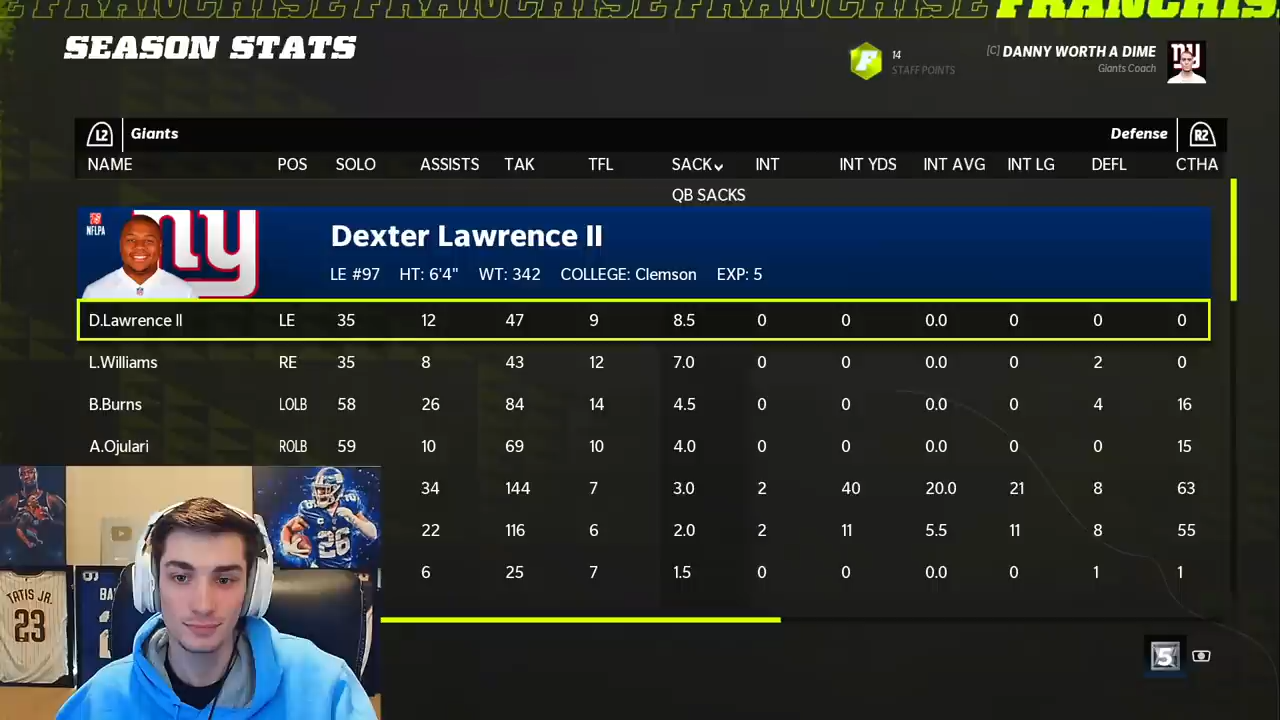 FRANCHISE FRANCHISE FRANCHISE FRANCHISE FRANCHIS
SEASON STATS
14
STAFF POINTS
[C] DANNY WORTH A DIME
Giants Coach
L2 Giants
Defense R2
NAME POS SOLO ASSISTS TAK TFL SACK INT INT YDS INT AVG INT LG DEFL CTHA
QB SACKS
NFLPA
ny
Dexter Lawrence II
LE #97 HT: 6'4" WT: 342 COLLEGE: Clemson EXP: 5
D.Lawrence II LE 35 12 47 9 8.5 0 0 0.0 0 0 0
L.Williams RE 35 8 43 12 7.0 0 0 0.0 0 2 0
B.Burns LOLB 58 26 84 14 4.5 0 0 0.0 0 4 16
A.Ojulari ROLB 59 10 69 10 4.0 0 0 0.0 0 0 15
34 144 7 3.0 2 40 20.0 21 8 63
22 116 6 2.0 2 11 5.5 11 8 55
6 25 7 1.5 0 0 0.0 0 1 1
26
TATIS JR.
23
BA
5